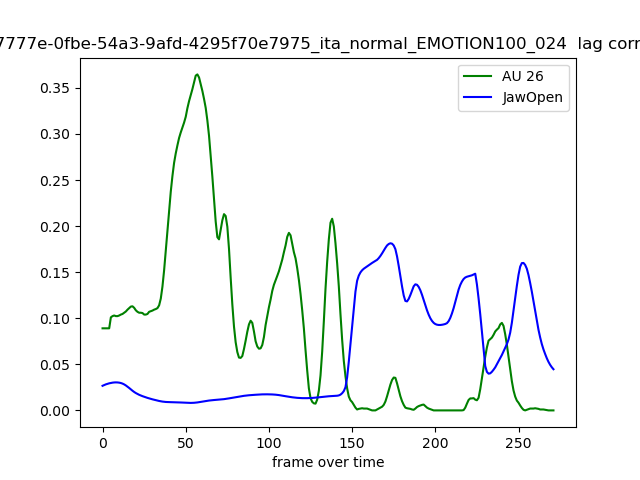 7777e-0fbe-54a3-9afd-4295f70e7975_ita_normal_EMOTION100_024 lag corr
AU 26
JawOpen
0.35
0.30
0.25
0.20
0.15
0.10
0.05
0.00
0 50 100 150 200 250
frame over time